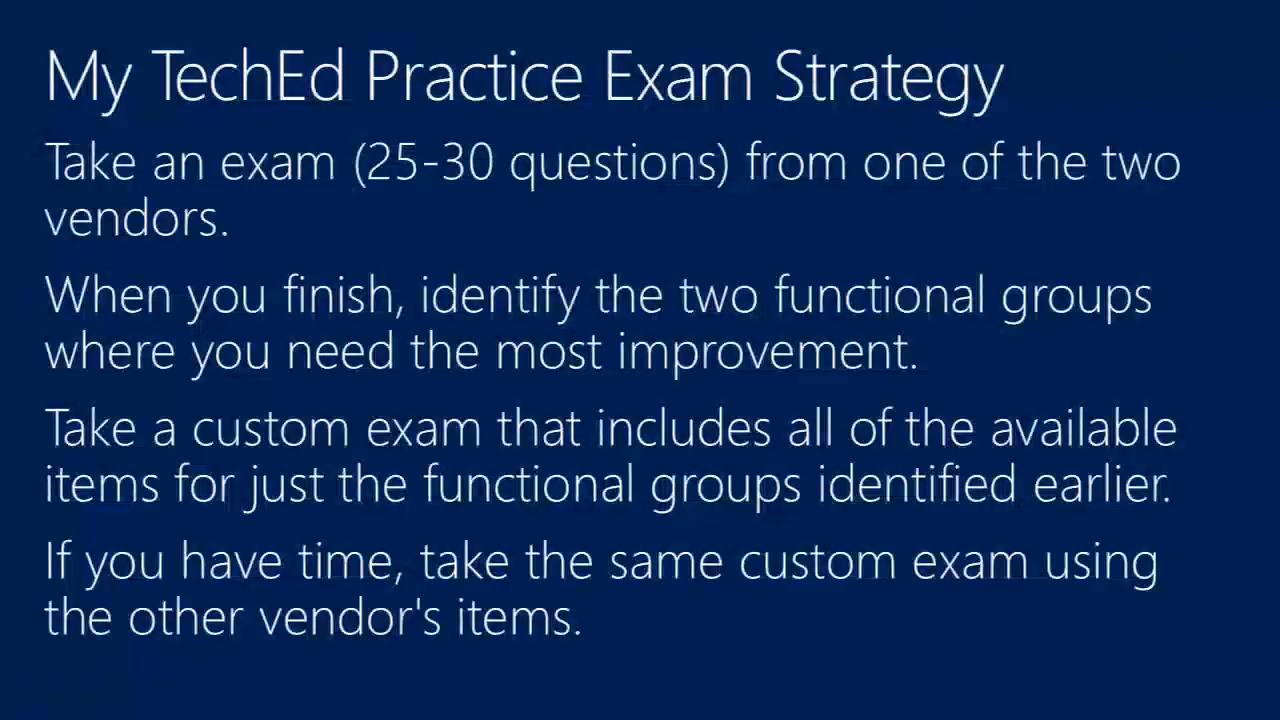 My TechEd Practice Exam Strategy
Take an exam (25-30 questions) from one of the two
vendors.
When you finish, identify the two functional groups
where you need the most improvement.
Take a custom exam that includes all of the available
items for just the functional groups identified earlier.
If you have time, take the same custom exam using
the other vendor's items.